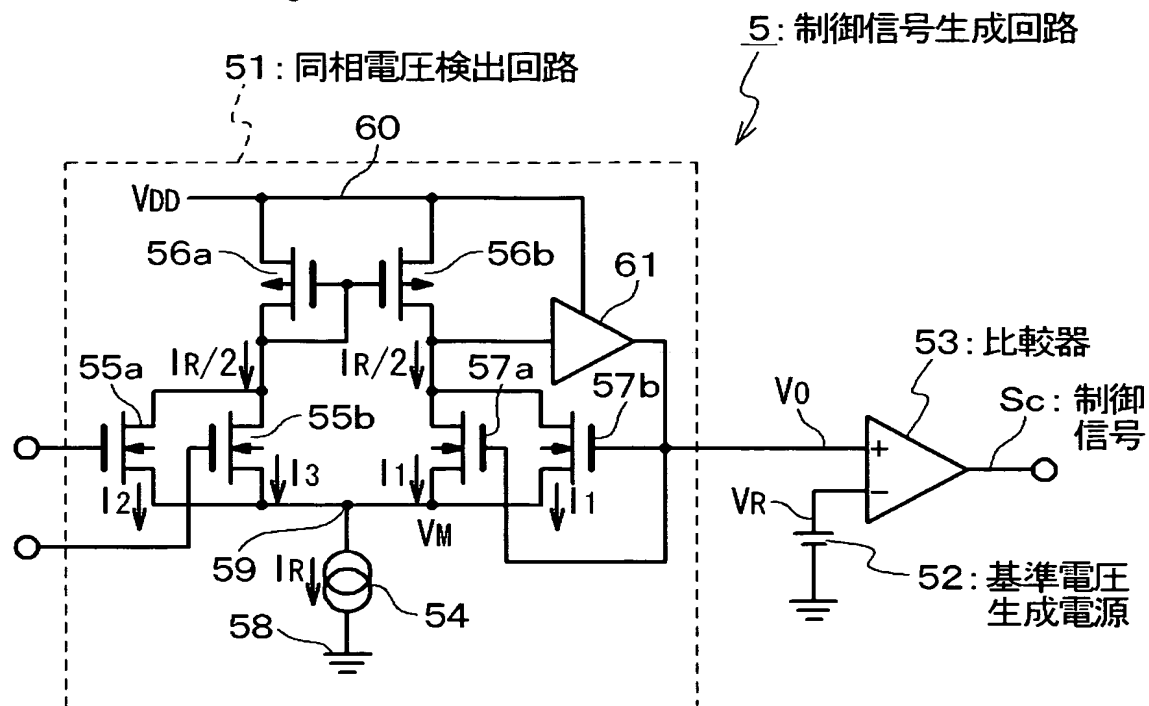 5:制御信号生成回路
51:同相電圧検出回路
60
VDD
56a
56b
61
IR/2
IR/2
53:比較器
55a
57a
57b
VO
Sc:制御
信号
55b
I2
I3
I1
I1
VR
VM
59
IR
54
52:基準電圧
生成電源
58
+
−